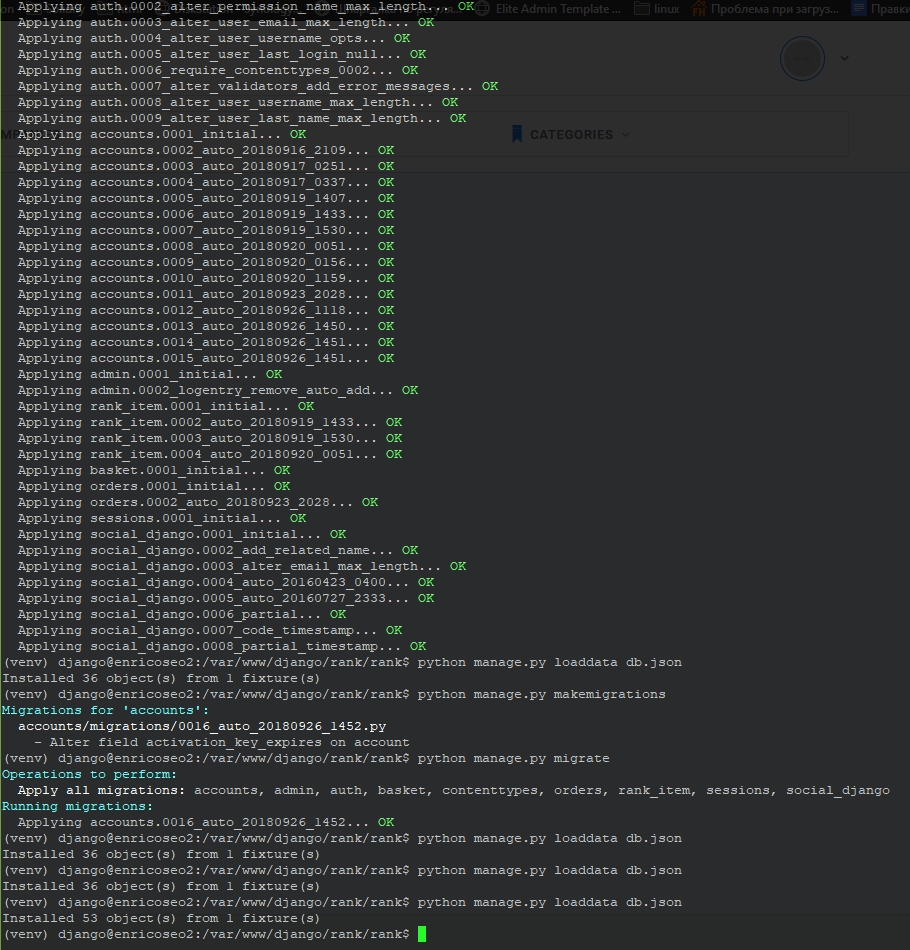 Applying auth.0002_alter_permission_name_max_length... OK
Elite Admin Template ...
linux
Проблема при загруз...
Правки
Applying auth.0003_alter_user_email_max_length... OK
Applying auth.0004_alter_user_username_opts... OK
Applying auth.0005_alter_user_last_login_null... OK
Applying auth.0006_require_contenttypes_0002... OK
Applying auth.0007_alter_validators_add_error_messages... OK
Applying auth.0008_alter_user_username_max_length... OK
Applying auth.0009_alter_user_last_name_max_length... OK
Applying accounts.0001_initial... OK
CATEGORIES
Applying accounts.0002_auto_20180916_2109... OK
Applying accounts.0003_auto_20180917_0251... OK
Applying accounts.0004_auto_20180917_0337... OK
Applying accounts.0005_auto_20180919_1407... OK
Applying accounts.0006_auto_20180919_1433... OK
Applying accounts.0007_auto_20180919_1530... OK
Applying accounts.0008_auto_20180920_0051... OK
Applying accounts.0009_auto_20180920_0156... OK
Applying accounts.0010_auto_20180920_1159... OK
Applying accounts.0011_auto_20180923_2028... OK
Applying accounts.0012_auto_20180926_1118... OK
Applying accounts.0013_auto_20180926_1450... OK
Applying accounts.0014_auto_20180926_1451... OK
Applying accounts.0015_auto_20180926_1451... OK
Applying admin.0001_initial... OK
Applying admin.0002_logentry_remove_auto_add... OK
Applying rank_item.0001_initial... OK
Applying rank_item.0002_auto_20180919_1433... OK
Applying rank_item.0003_auto_20180919_1530... OK
Applying rank_item.0004_auto_20180920_0051... OK
Applying basket.0001_initial... OK
Applying orders.0001_initial... OK
Applying orders.0002_auto_20180923_2028... OK
Applying sessions.0001_initial... OK
Applying social_django.0001_initial... OK
Applying social_django.0002_add_related_name... OK
Applying social_django.0003_alter_email_max_length... OK
Applying social_django.0004_auto_20160423_0400... OK
Applying social_django.0005_auto_20160727_2333... OK
Applying social_django.0006_partial... OK
Applying social_django.0007_code_timestamp... OK
Applying social_django.0008_partial_timestamp... OK
(venv) django@enricoseo2:/var/www/django/rank/rank$ python manage.py loaddata db.json
Installed 36 object(s) from 1 fixture(s)
(venv) django@enricoseo2:/var/www/django/rank/rank$ python manage.py makemigrations
Migrations for 'accounts':
accounts/migrations/0016_auto_20180926_1452.py
- Alter field activation_key_expires on account
(venv) django@enricoseo2:/var/www/django/rank/rank$ python manage.py migrate
Operations to perform:
Apply all migrations: accounts, admin, auth, basket, contenttypes, orders, rank_item, sessions, social_django
Running migrations:
Applying accounts.0016_auto_20180926_1452... OK
(venv) django@enricoseo2:/var/www/django/rank/rank$ python manage.py loaddata db.json
Installed 36 object(s) from 1 fixture(s)
(venv) django@enricoseo2:/var/www/django/rank/rank$ python manage.py loaddata db.json
Installed 36 object(s) from 1 fixture(s)
(venv) django@enricoseo2:/var/www/django/rank/rank$ python manage.py loaddata db.json
Installed 53 object(s) from 1 fixture(s)
(venv) django@enricoseo2:/var/www/django/rank/rank$